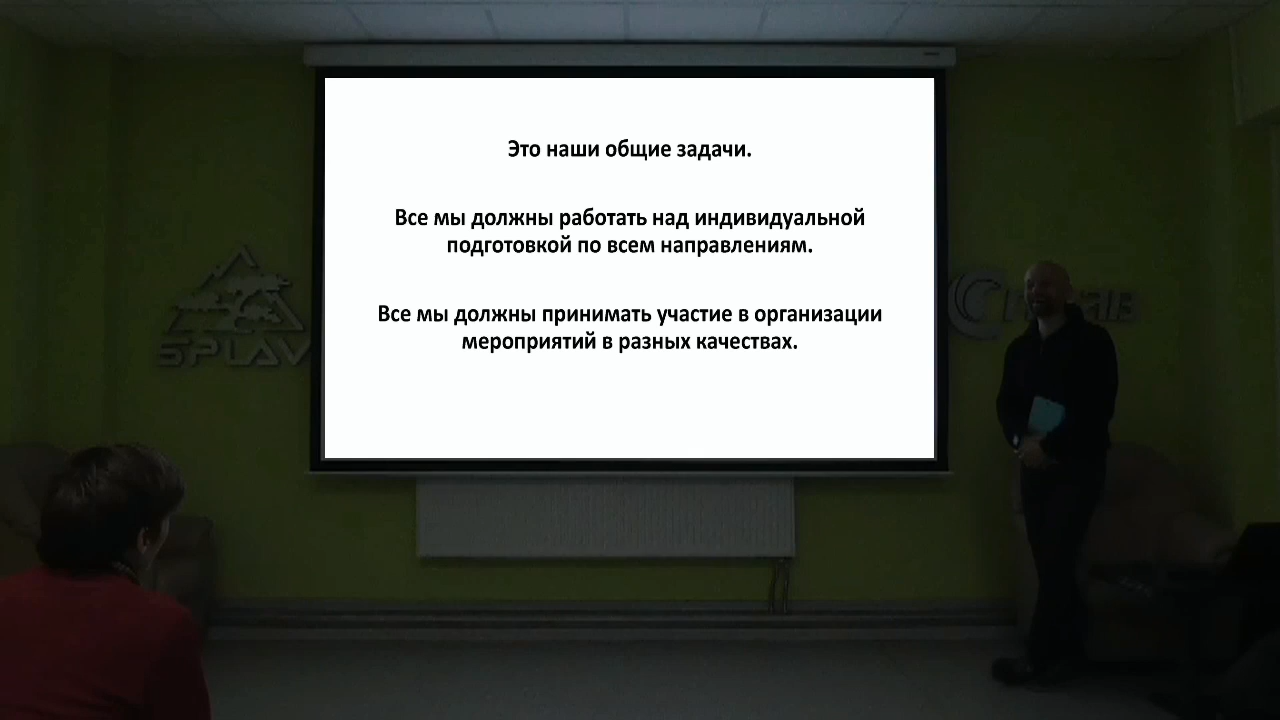 Это наши общие задачи.
Все мы должны работать над индивидуальной
подготовкой по всем направлениям.
Все мы должны принимать участие в организации
мероприятий в разных качествах.
SPLAV